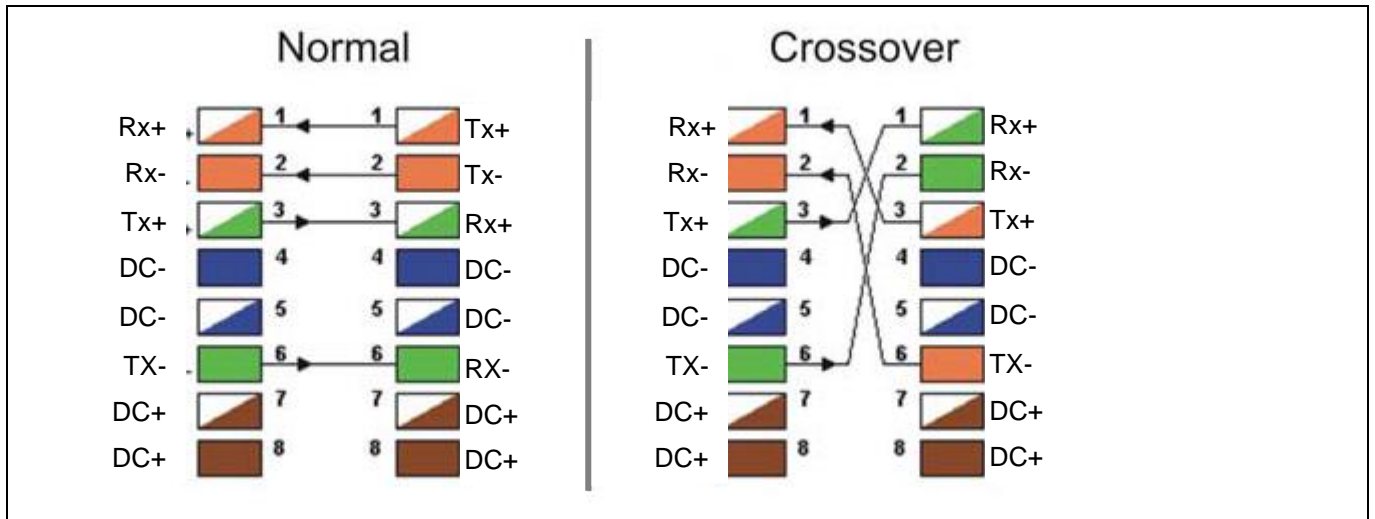 Normal
Crossover
Rx+ 1 1 Tx+
Rx- 2 2 Tx-
Tx+ 3 3 Rx+
DC- 4 4 DC-
DC- 5 5 DC-
TX- 6 6 RX-
DC+ 7 7 DC+
DC+ 8 8 DC+
Rx+ 1 1 Rx+
Rx- 2 2 Rx-
Tx+ 3 3 Tx+
DC- 4 4 DC-
DC- 5 5 DC-
TX- 6 6 TX-
DC+ 7 7 DC+
DC+ 8 8 DC+